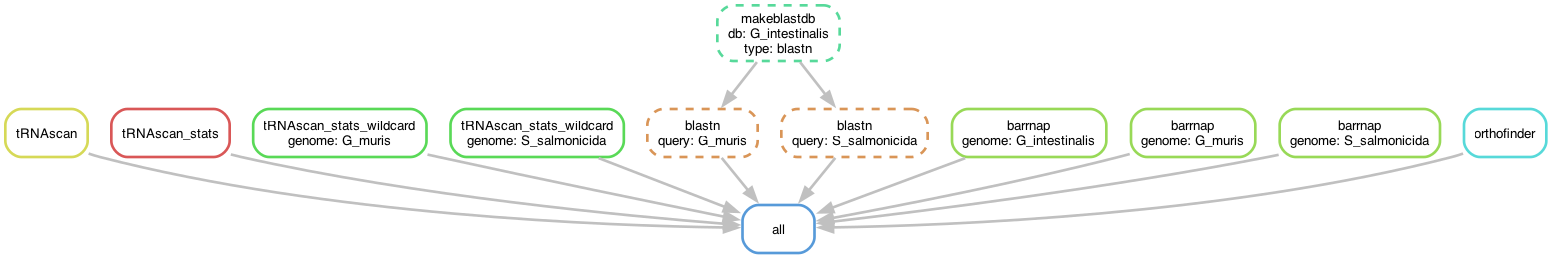 makeblastdb
db: G_intestinalis
type: blastn
tRNAscan
tRNAscan_stats
tRNAscan_stats_wildcard
genome: G_muris
tRNAscan_stats_wildcard
genome: S_salmonicida
blastn
query: G_muris
blastn
query: S_salmonicida
barrnap
genome: G_intestinalis
barrnap
genome: G_muris
barrnap
genome: S_salmonicida
orthofinder
all